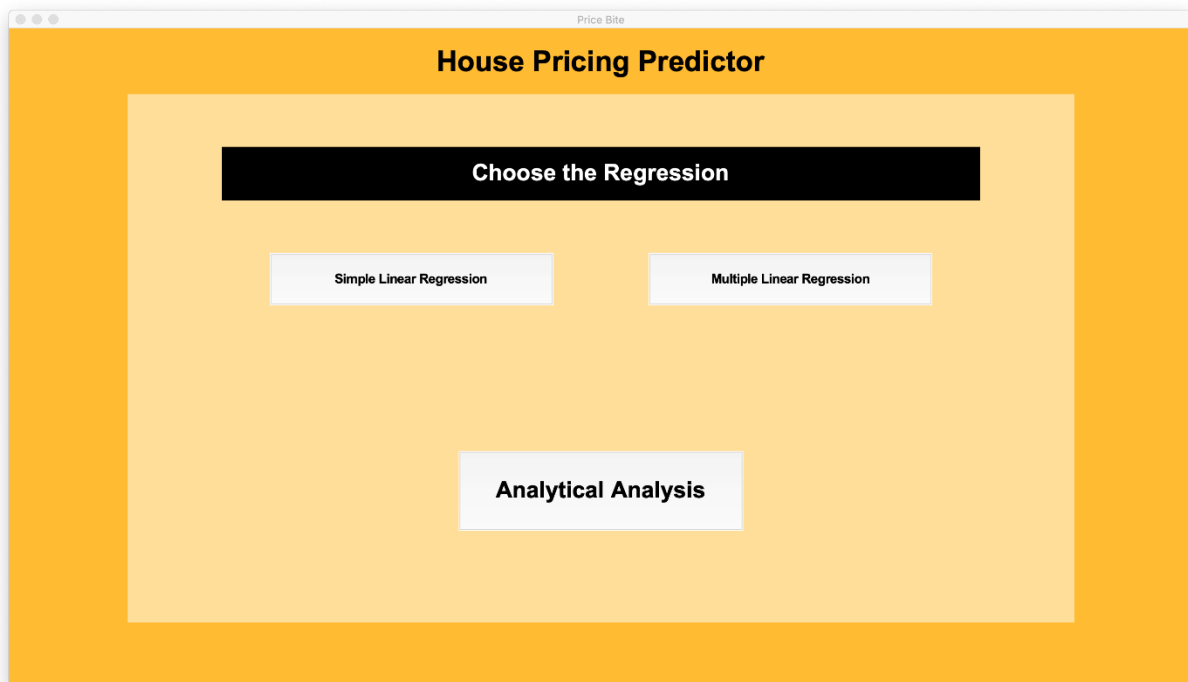 Price Bite
House Pricing Predictor
Choose the Regression
Simple Linear Regression
Multiple Linear Regression
Analytical Analysis